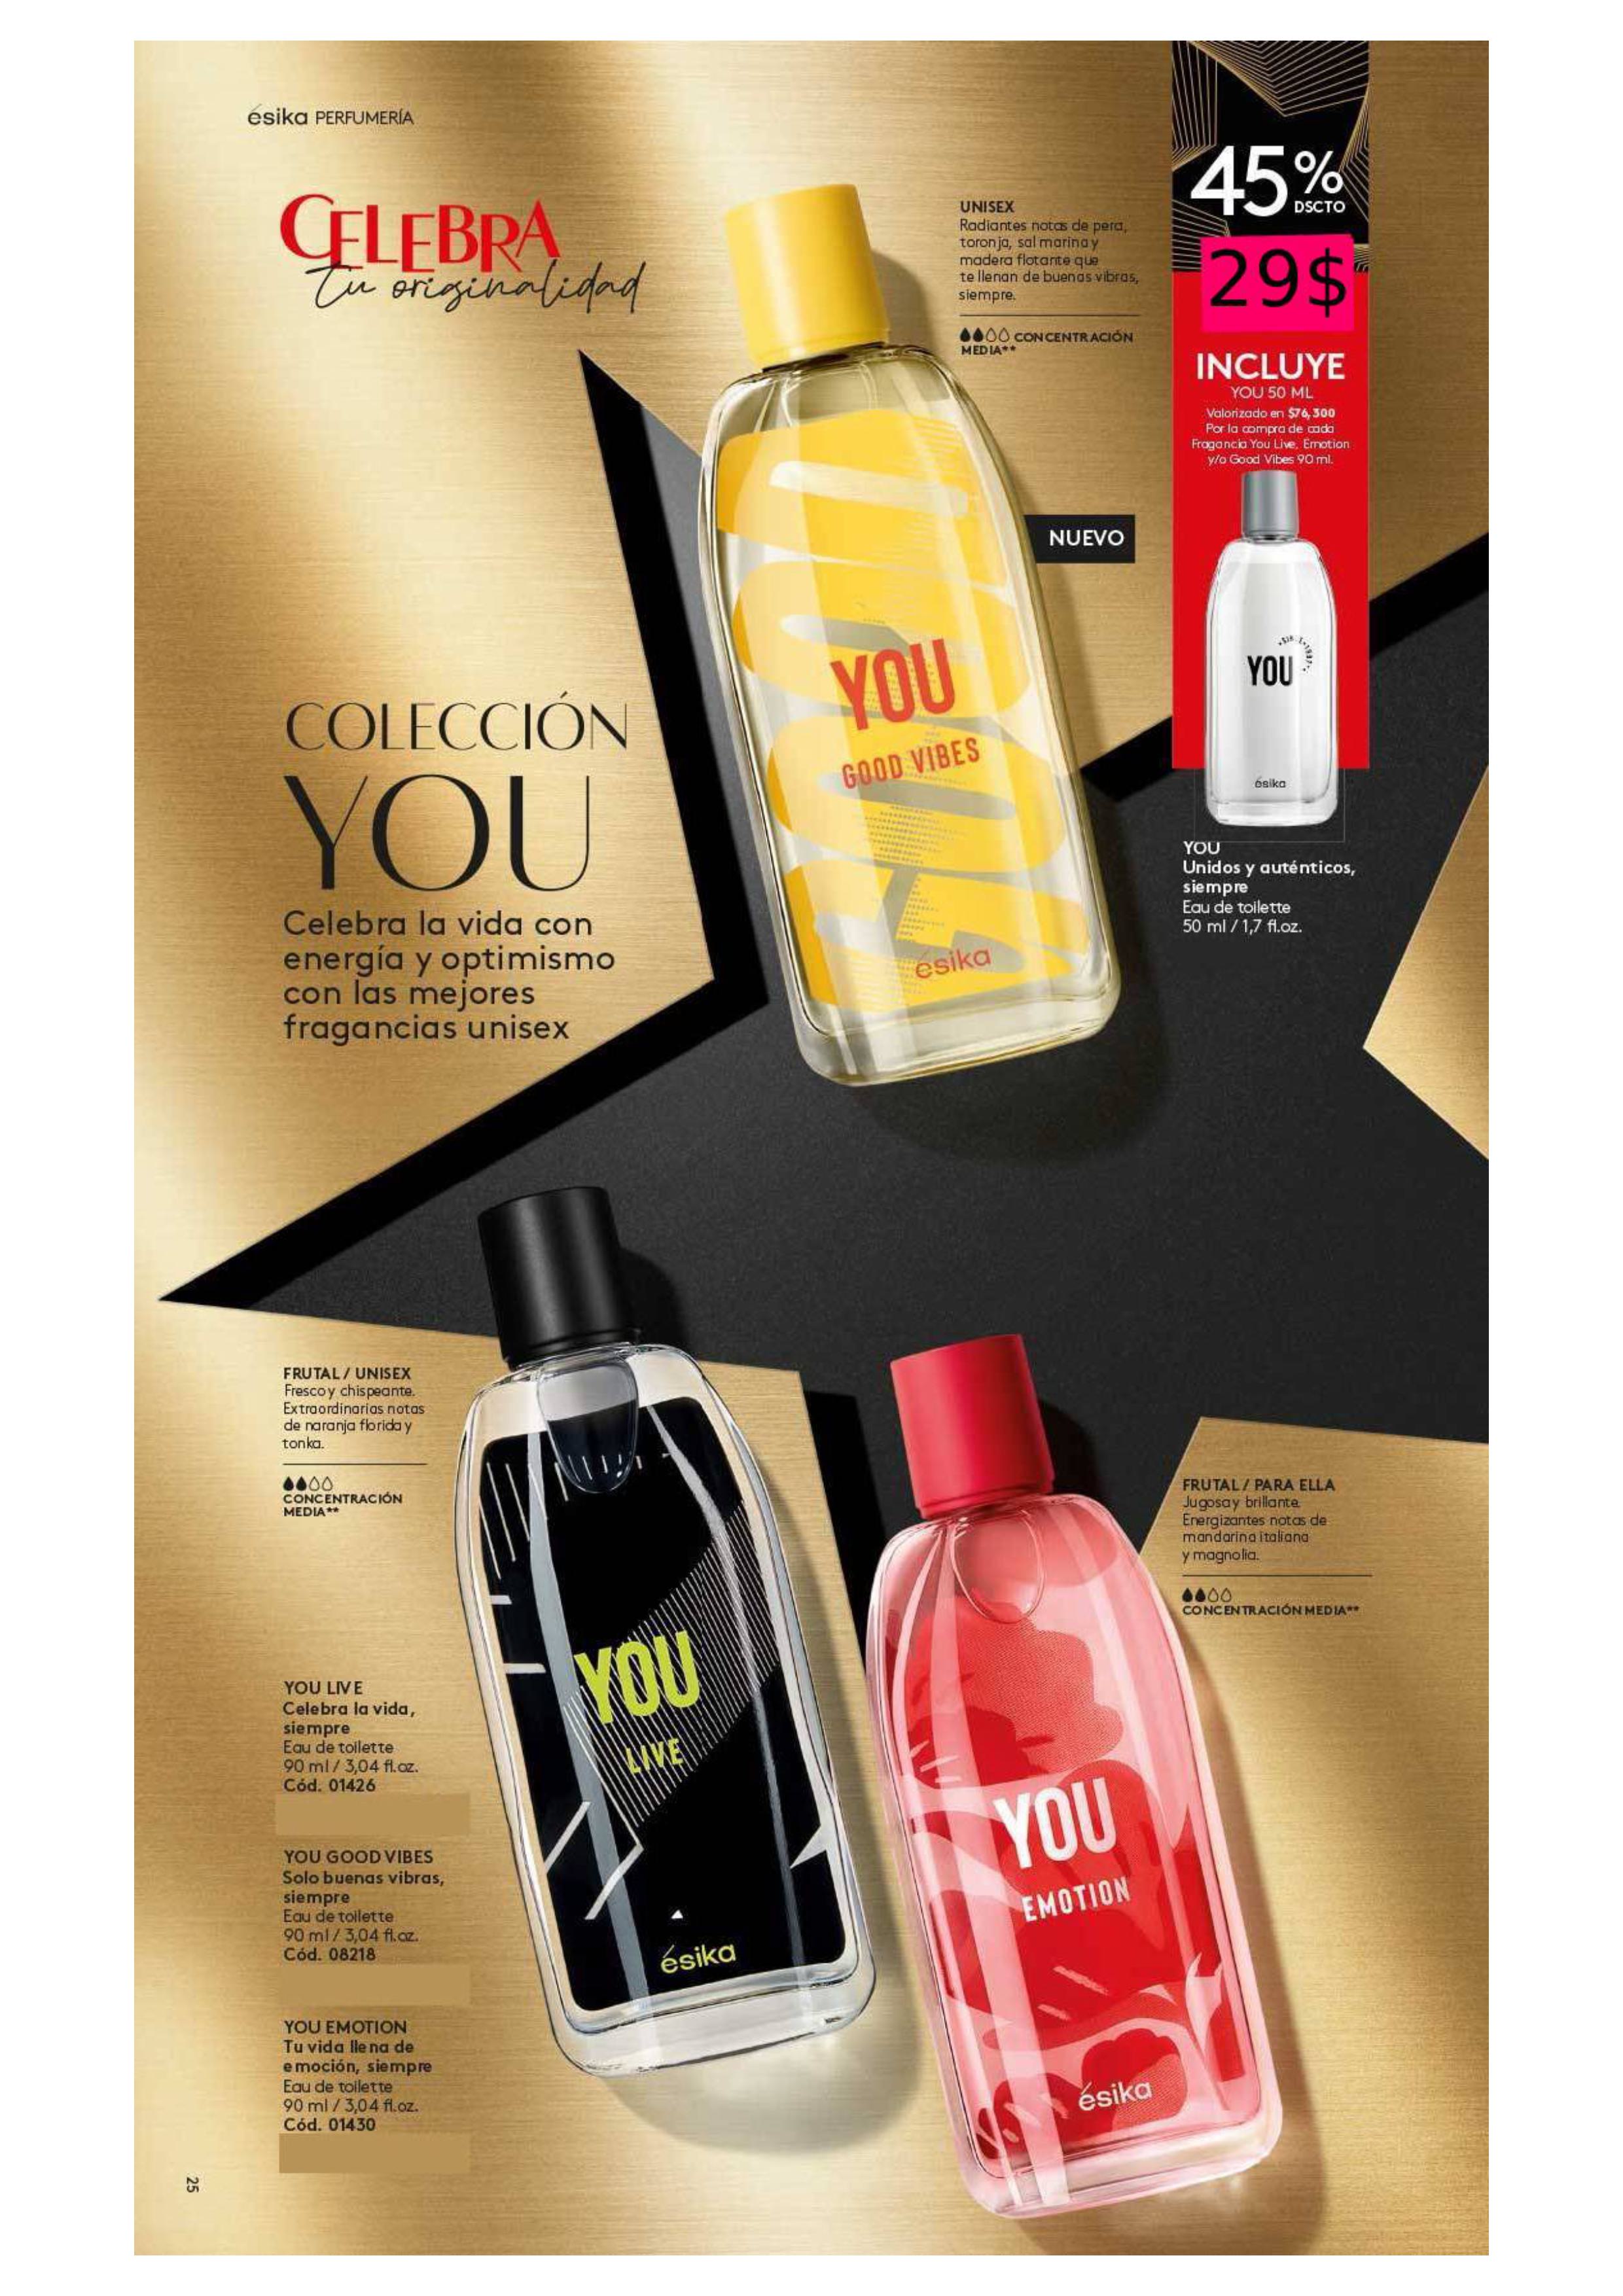 ésika PERFUMERÍA
CELEBRA
Tu originalidad
UNISEX
Radiantes notas de pera,
toronja, sal marina y
madera flotante que
te llenan de buenas vibras,
siempre.
CONCENTRACIÓN
MEDIA**
45%
DSCTO
29$
INCLUYE
YOU 50 ML
Valorizado en $76,300
Por la compra de cada
Fragancia You Live, Emotion
y/o Good Vibes 90 ml.
NUEVO
YOU
ésika
YOU
Unidos y auténticos,
siempre
Eau de toilette
50 ml / 1,7 fl.oz.
GOOD
YOU
GOOD VIBES
ésika
COLECCIÓN
YOU
Celebra la vida con
energía y optimismo
con las mejores
fragancias unisex
FRUTAL / UNISEX
Fresco y chispeante.
Extraordinarias notas
de naranja florida y
tonka.
CONCENTRACIÓN
MEDIA**
YOU
LIVE
ésika
FRUTAL / PARA ELLA
Jugosa y brillante.
Energizantes notas de
mandarina italiana
y magnolia.
CONCENTRACIÓN MEDIA**
YOU
EMOTION
ésika
YOU LIVE
Celebra la vida,
siempre
Eau de toilette
90 ml / 3,04 fl.oz.
Cód. 01426
YOU GOOD VIBES
Solo buenas vibras,
siempre
Eau de toilette
90 ml / 3,04 fl.oz.
Cód. 08218
YOU EMOTION
Tu vida llena de
emoción, siempre
Eau de toilette
90 ml / 3,04 fl.oz.
Cód. 01430
25